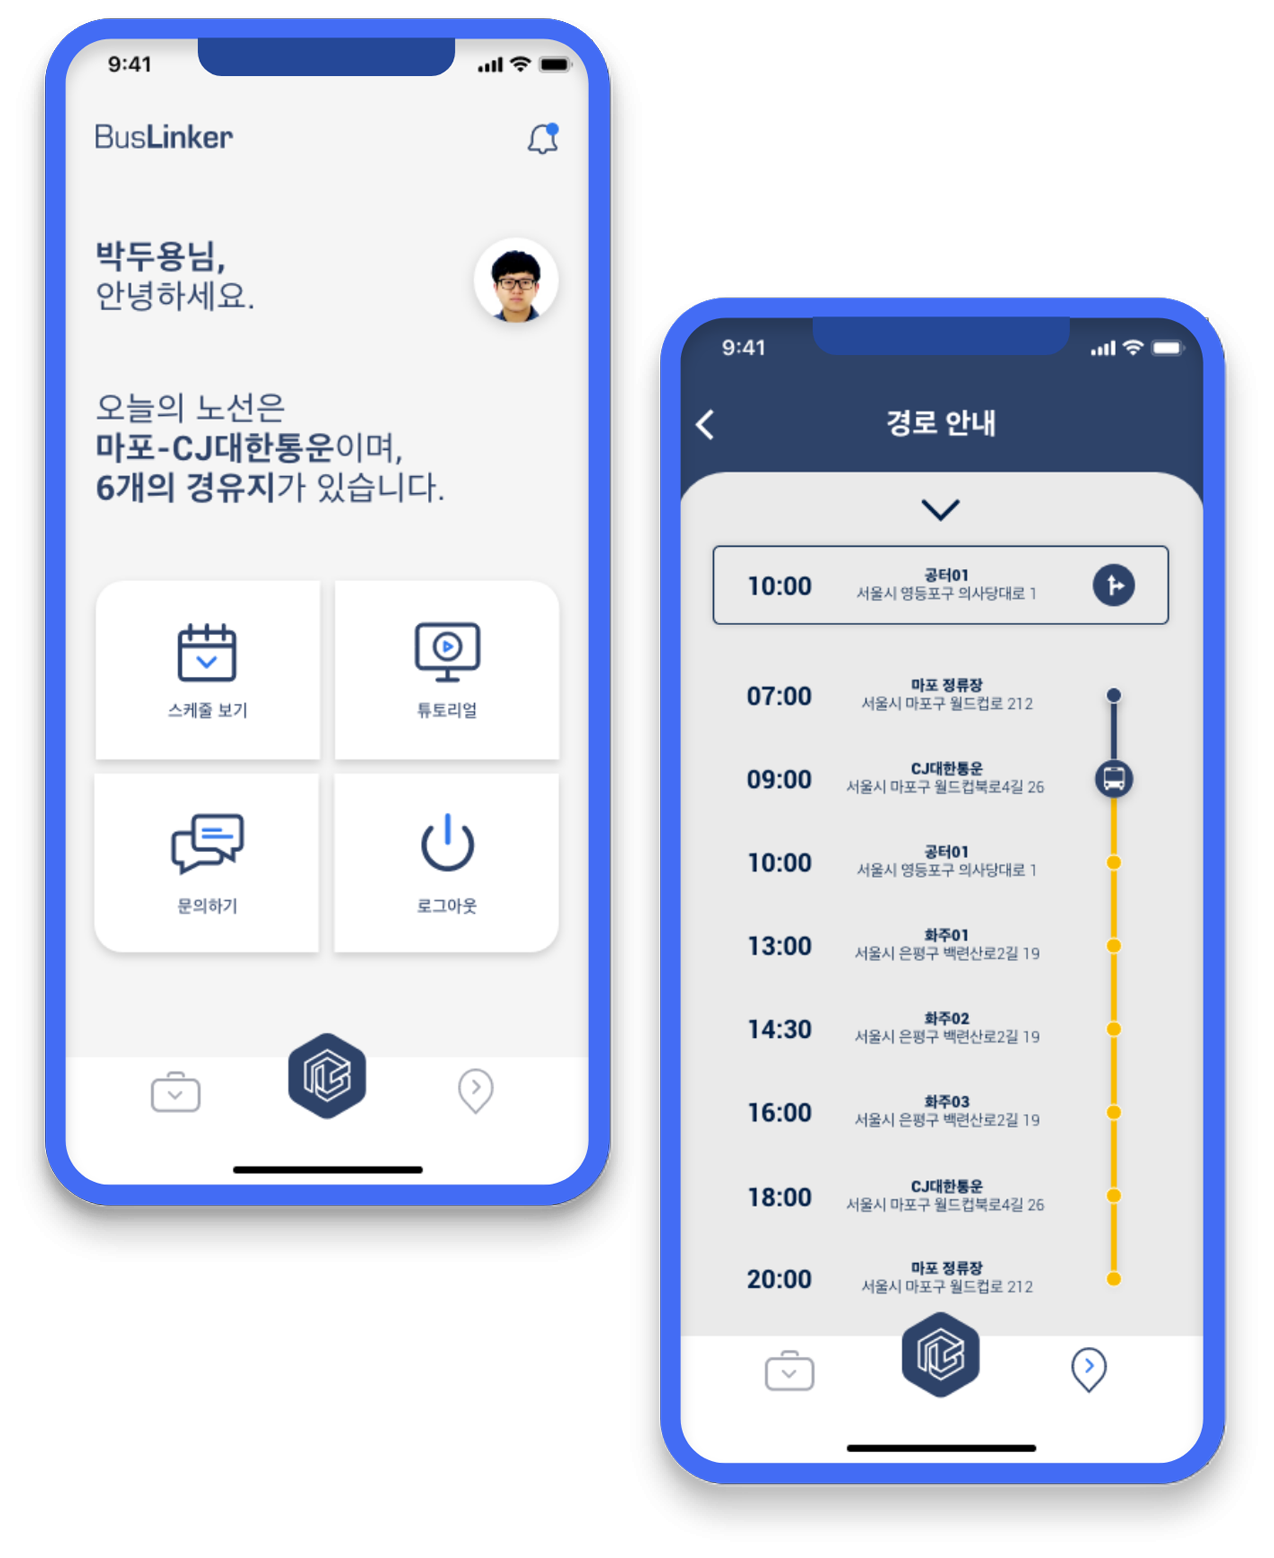 9:41
BusLinker
박두용님,
안녕하세요.
오늘의 노선은
마포-CJ대한통운이며,
6개의 경유지가 있습니다.
스케줄 보기
튜토리얼
문의하기
로그아웃
9:41
경로 안내
10:00
공터01
서울시 영등포구 의사당대로 1
07:00
마포 정류장
서울시 마포구 월드컵로 212
09:00
CJ대한통운
서울시 마포구 월드컵북로4길 26
10:00
공터01
서울시 영등포구 의사당대로 1
13:00
화주01
서울시 은평구 백련산로2길 19
14:30
화주02
서울시 은평구 백련산로2길 19
16:00
화주03
서울시 은평구 백련산로2길 19
18:00
CJ대한통운
서울시 마포구 월드컵북로4길 26
20:00
마포 정류장
서울시 마포구 월드컵로 212